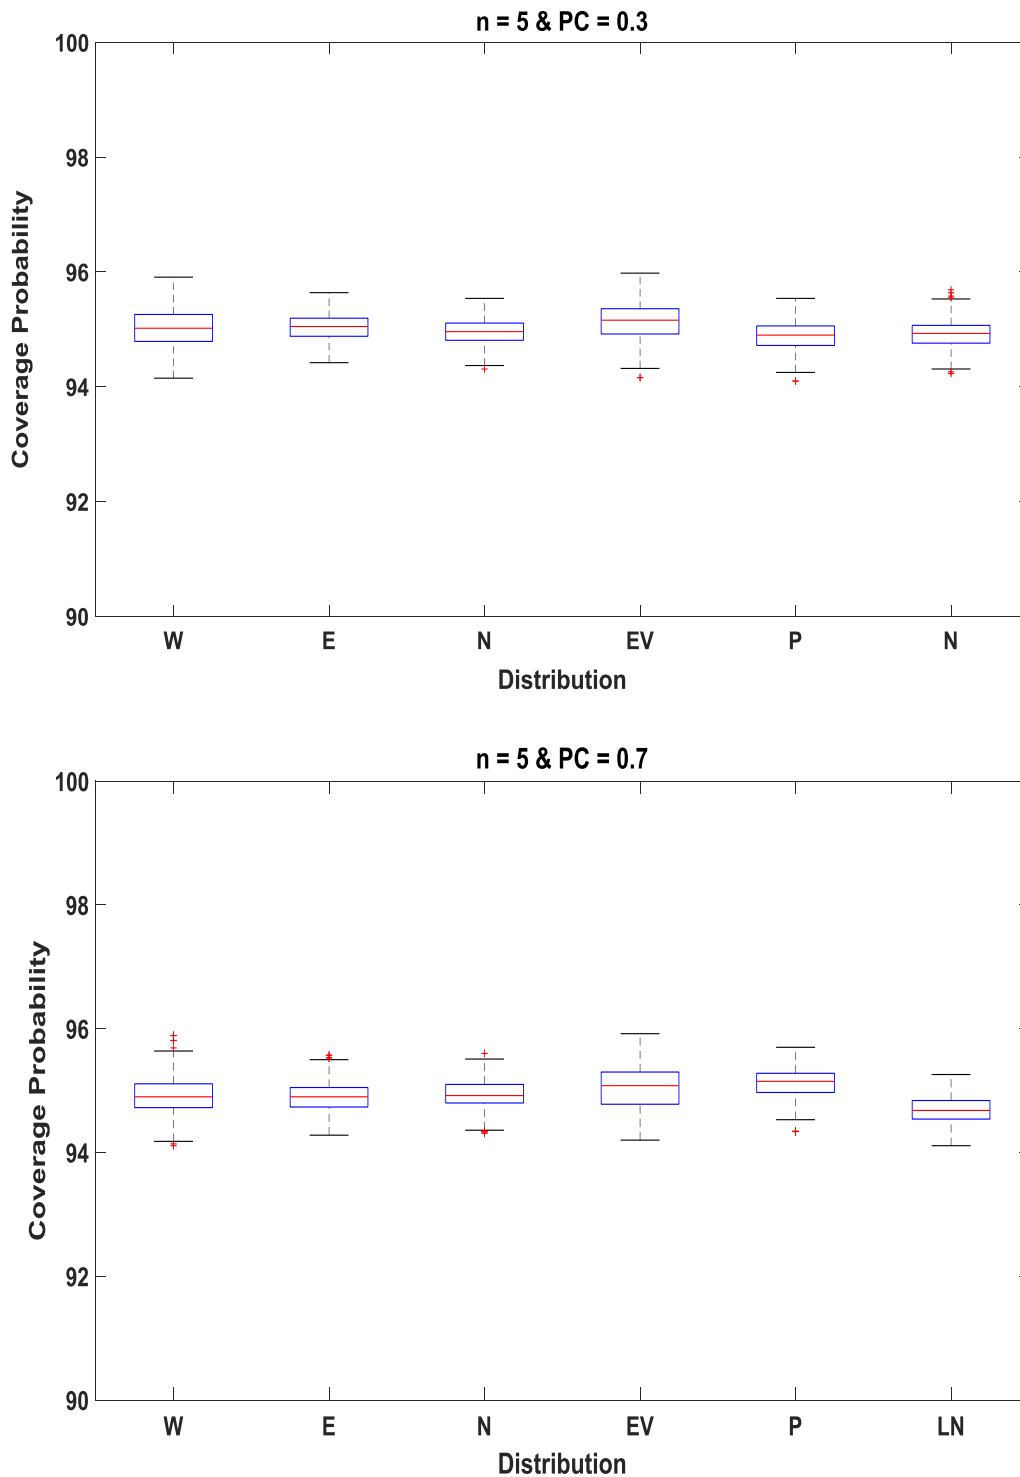 n = 5 & PC = 0.3
100
98
96
94
92
90
Coverage Probability
W E N EV P N
Distribution
n = 5 & PC = 0.7
100
98
96
94
92
90
Coverage Probability
W E N EV P LN
Distribution